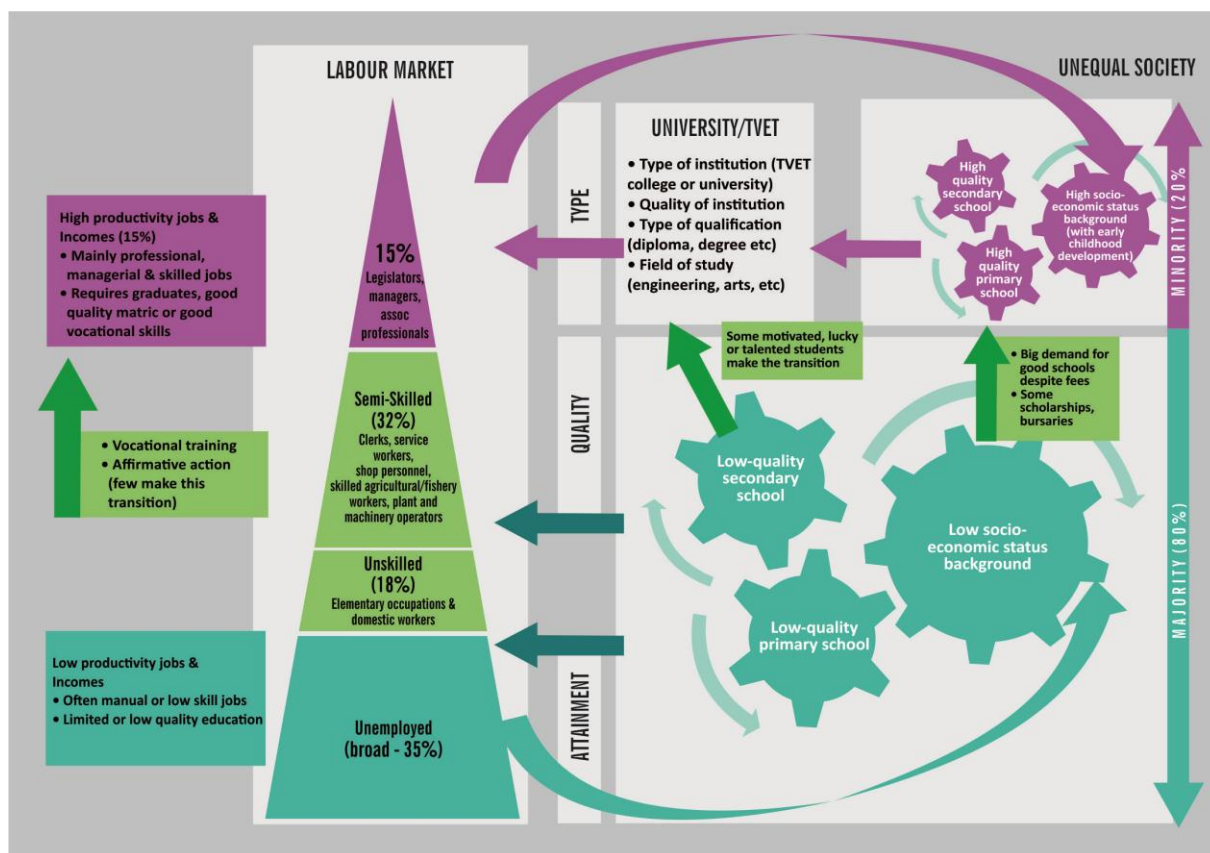 LABOUR MARKET
UNEQUAL SOCIETY
High productivity jobs &
Incomes (15%)
• Mainly professional,
managerial & skilled jobs
• Requires graduates, good
quality matric or good
vocational skills
• Vocational training
• Affirmative action
(few make this
transition)
Low productivity jobs &
Incomes
• Often manual or low skill jobs
• Limited or low quality education
15%
Legislators,
managers,
assoc
professionals
Semi-Skilled
(32%)
Clerks, service
workers,
shop personnel,
skilled agricultural/fishery
workers, plant and
machinery operators
Unskilled
(18%)
Elementary occupations &
domestic workers
Unemployed
(broad - 35%)
TYPE
QUALITY
ATTAINMENT
UNIVERSITY/TVET
• Type of institution (TVET
college or university)
• Quality of institution
• Type of qualification
(diploma, degree etc)
• Field of study
(engineering, arts, etc)
High
quality
secondary
school
High
quality
primary
school
High socio-
economic status
background
(with early
childhood
development)
Some motivated, lucky
or talented students
make the transition
• Big demand for
good schools
despite fees
• Some
scholarships,
bursaries
Low-quality
secondary
school
Low-quality
primary school
Low socio-
economic status
background
MINORITY (20%
MAJORITY (80%)